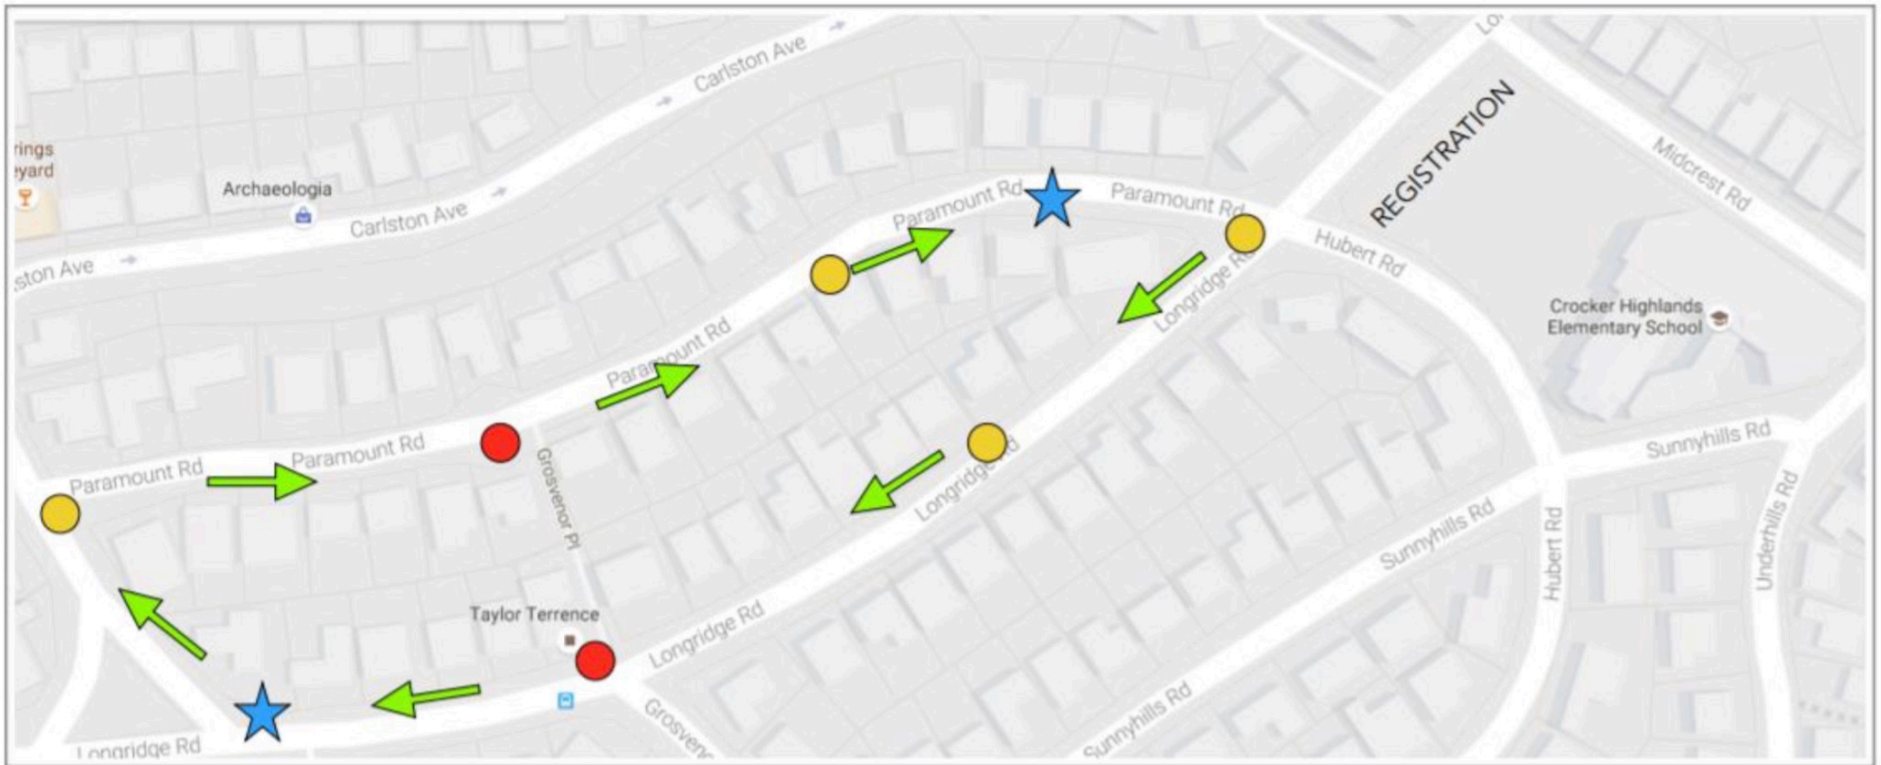 Carlston Ave
Lo
rings
eyard
Archaeologia
Carlston Ave
REGISTRATION
Midcrest Rd
Paramount Rd
Paramount Rd
ston Ave
Hubert Rd
Longridge R
Crocker Highlands
Elementary School
Paramount Rd
Paramount Rd
Paramount Rd
Grosvenor Pl
Longridge Rd
Sunnyhills Rd
Sunnyhills Rd
Hubert Rd
Underhills Rd
Taylor Terrence
Longridge Rd
Longridge Rd
Grosveno
Sunnyhills Rd